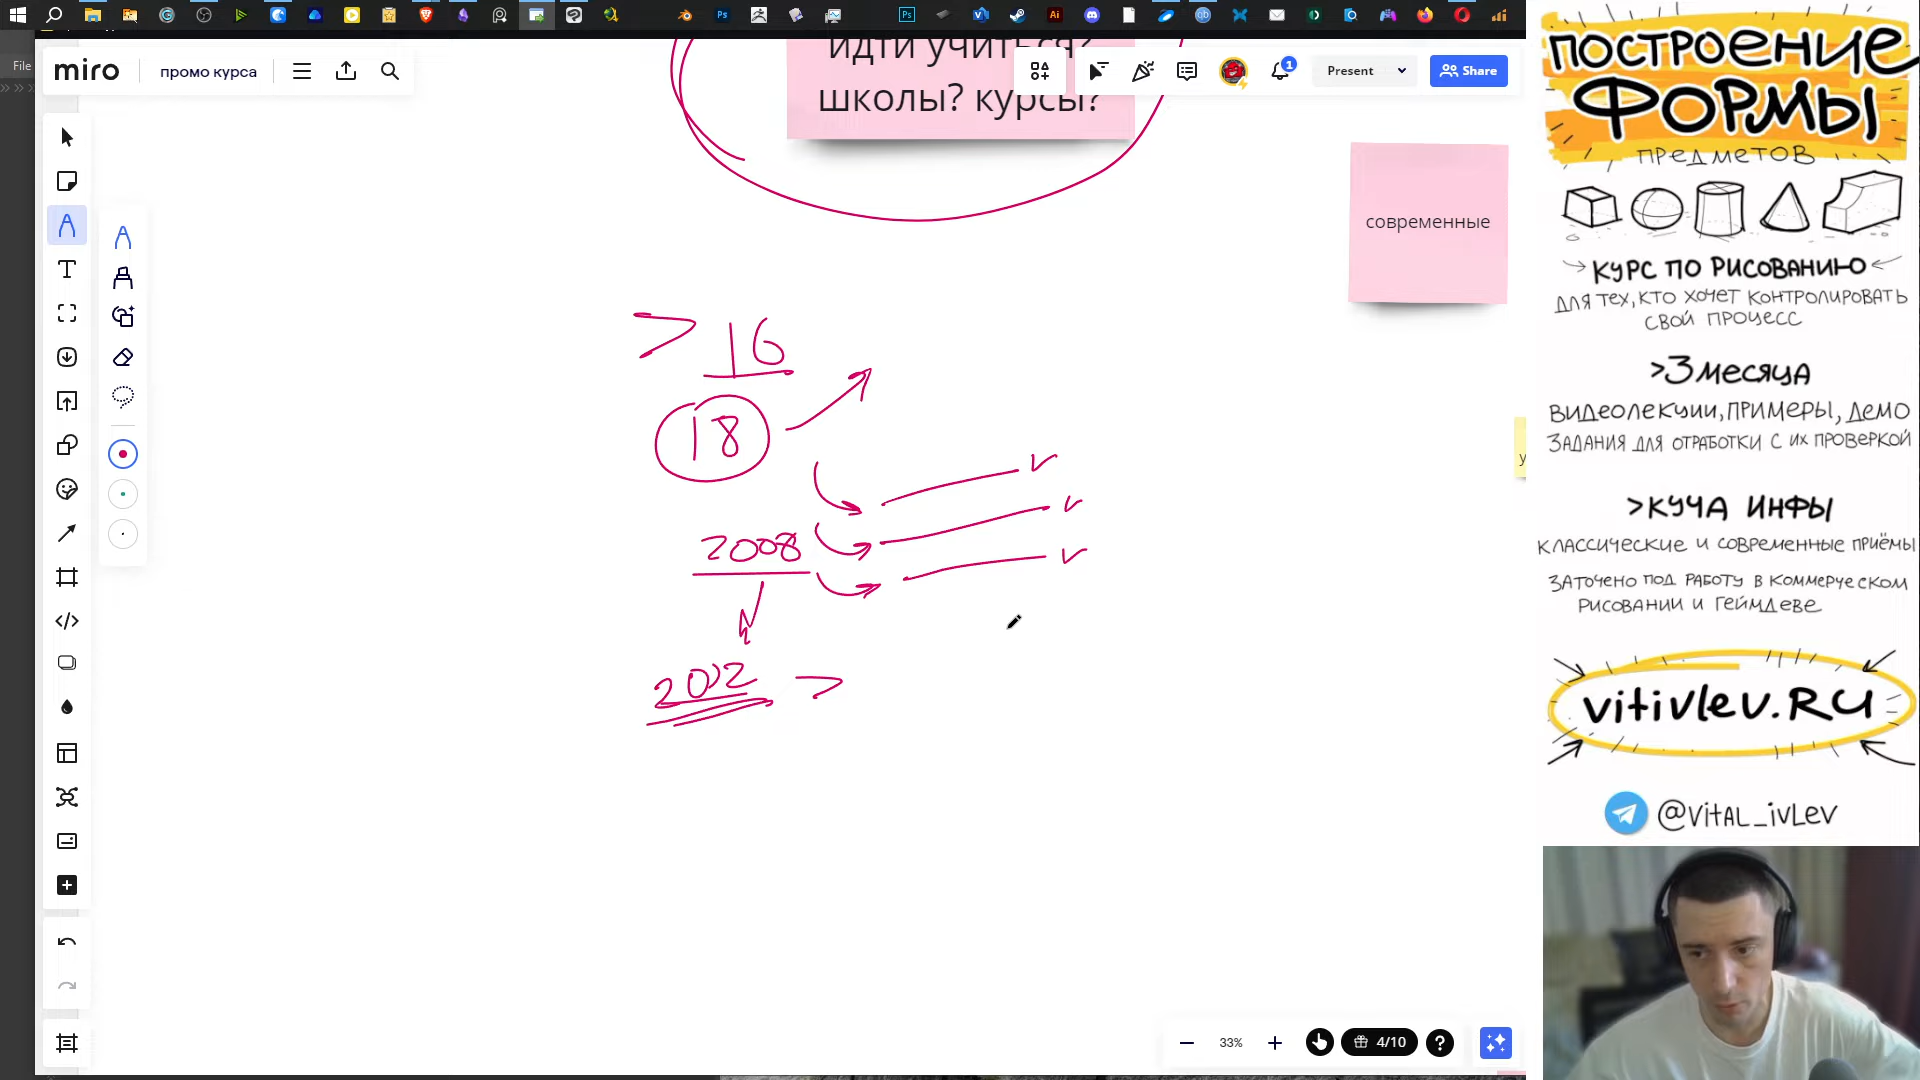 File
miro
промо курса
идти учиться?
школы? курсы?
1
Present
Share
современные
> 16
18
2008
2012 >
у
33%
4/10
?
ПОСТРОЕНИЕ
ФОРМЫ
ПРЕДМЕТОВ
КУРС ПО РИСОВАНИЮ
ДЛЯ ТЕХ, КТО ХОЧЕТ КОНТРОЛИРОВАТЬ
СВОЙ ПРОЦЕСС
>3 месяца
ВИДЕОЛЕКЦИИ, ПРИМЕРЫ, ДЕМО
ЗАДАНИЯ ДЛЯ ОТРАБОТКИ С ИХ ПРОВЕРКОЙ
>КУЧА ИНФЫ
КЛАССИЧЕСКИЕ И СОВРЕМЕННЫЕ ПРИЁМЫ
ЗАТОЧЕНО ПОД РАБОТУ В КОММЕРЧЕСКОМ
РИСОВАНИИ И ГЕЙМДЕВЕ
vitivlev.RU
@VITAL_IVLEV